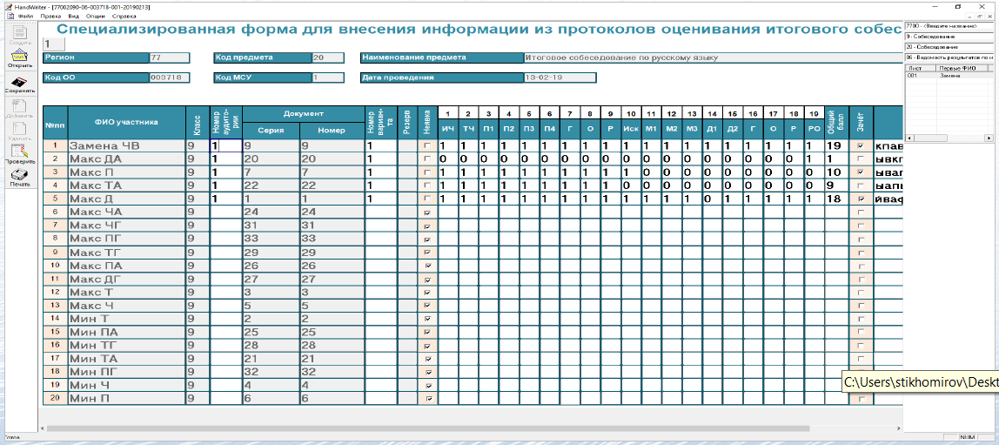 HandWriter - [77002090-06-003718-001-20190213]
Файл Правка Вид Опции Справка
Создать
Открыть
Сохранить
Добавить
Удалить
Проверить
Печать
Специализированная форма для внесения информации из протоколов оценивания итогового собес
1
Регион 77 Код предмета 20 Наименование предмета Итоговое собеседование по русскому языку
Код ОО 003718 Код МСУ 1 Дата проведения 13-02-19
№пп ФИО участника Класс Номер аудито-рии Документ Серия Номер Номер вариан-та Резерв Неявка 1 2 3 4 5 6 7 8 9 10 11 12 13 14 15 16 17 18 19 Общий балл Зачёт
ИЧ ТЧ П1 П2 П3 П4 Г О Р Иск М1 М2 М3 Д1 Д2 Г О Р РО
1 Замена ЧВ 9 1 9 9 1 1 1 1 1 1 1 1 1 1 1 1 1 1 1 1 1 1 1 1 19 кпав
2 Макс ДА 9 1 20 20 1 0 0 0 0 0 0 0 0 0 0 0 0 0 0 0 0 0 0 1 1 ывкг
3 Макс П 9 1 7 7 1 1 1 1 1 1 1 1 1 1 1 0 0 0 0 0 0 0 0 0 10 ывап
4 Макс ТА 9 1 22 22 1 1 1 1 1 1 1 1 1 1 0 0 0 0 0 0 0 0 0 0 9 ыапы
5 Макс Д 9 1 1 1 1 1 1 1 1 1 1 1 1 1 1 1 1 1 0 1 1 1 1 1 18 йваф
6 Макс ЧА 9 24 24
7 Макс ЧГ 9 31 31
8 Макс ПГ 9 33 33
9 Макс ТГ 9 29 29
10 Макс ПА 9 26 26
11 Макс ДГ 9 27 27
12 Макс Т 9 3 3
13 Макс Ч 9 5 5
14 Мин Т 9 2 2
15 Мин ПА 9 25 25
16 Мин ТГ 9 28 28
17 Мин ТА 9 21 21
18 Мин ПГ 9 32 32
19 Мин Ч 9 4 4
20 Мин П 9 6 6
7700 - <Введите название>
9 - Собеседование
20 - Собеседование
06 - Ведомость результатов по и
Лист Первые ФИО
001 Замена
C:\Users\stikhomirov\Deskt
Готов
NUM